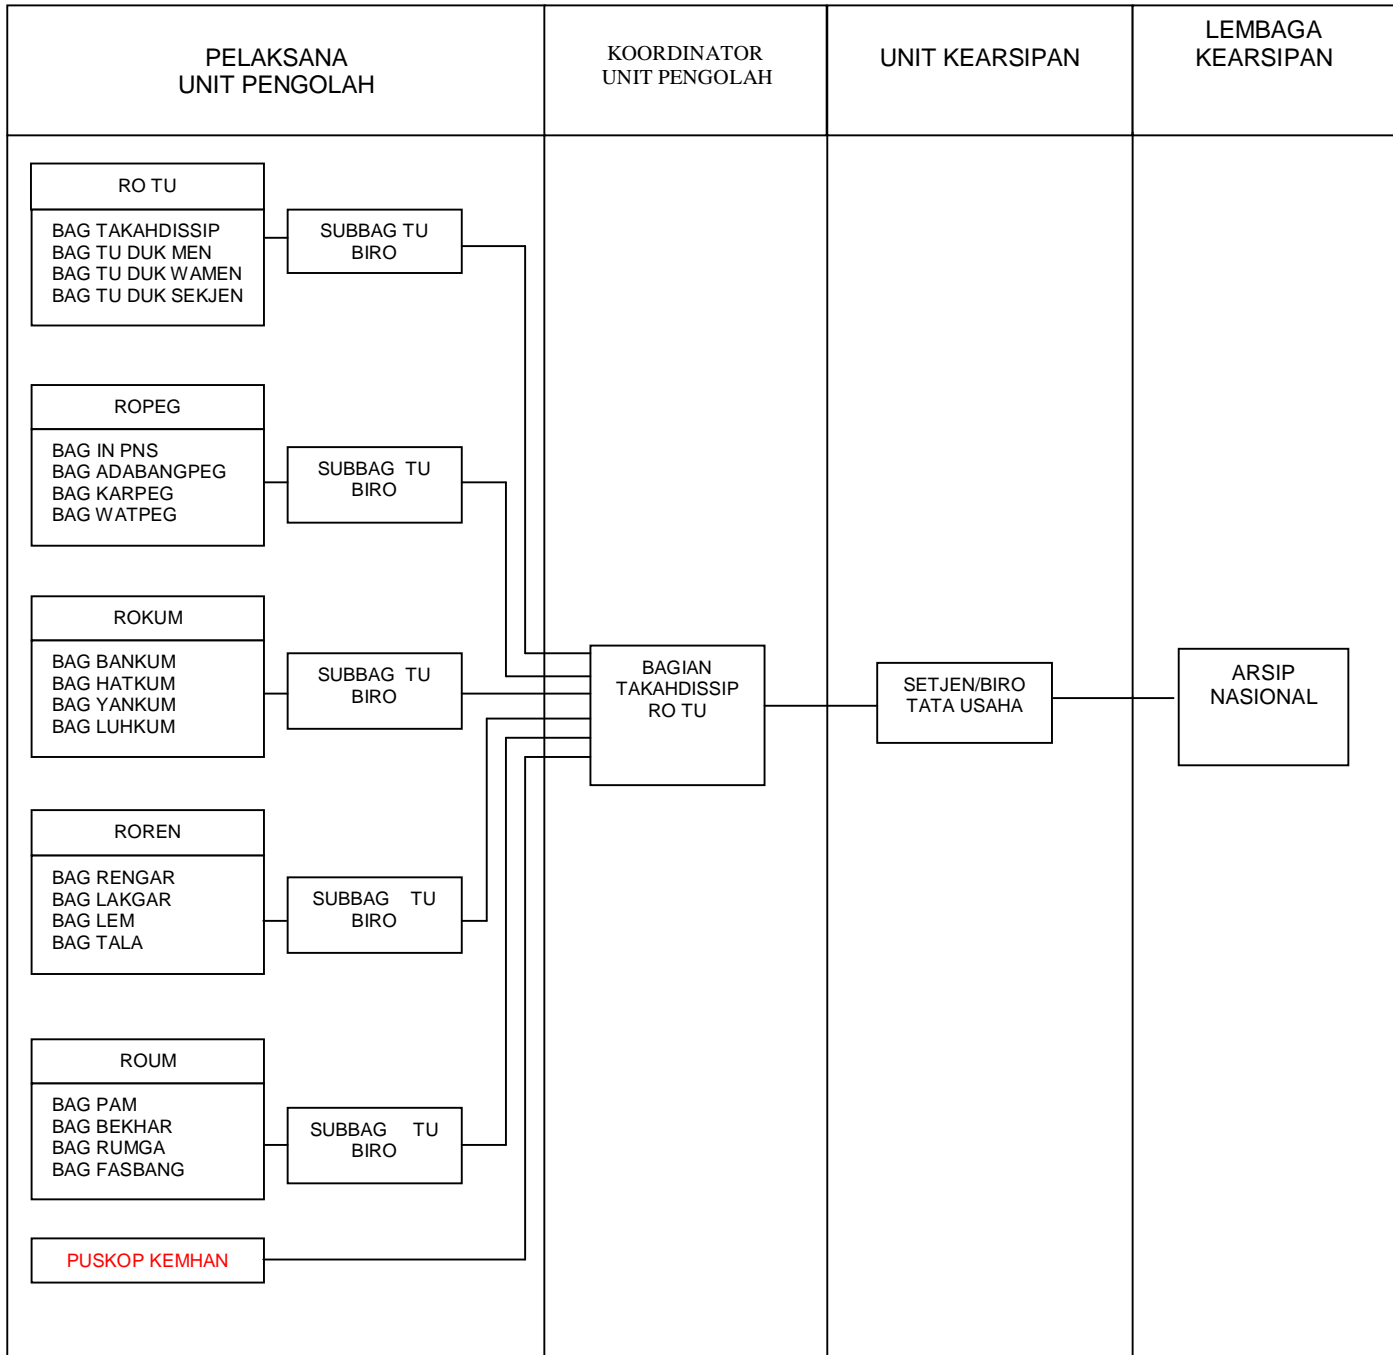 PELAKSANA
UNIT PENGOLAH
KOORDINATOR
UNIT PENGOLAH
UNIT KEARSIPAN
LEMBAGA
KEARSIPAN
RO TU
BAG TAKAHDISSIP
BAG TU DUK MEN
BAG TU DUK WAMEN
BAG TU DUK SEKJEN
SUBBAG TU
BIRO
ROPEG
BAG IN PNS
BAG ADABANGPEG
BAG KARPEG
BAG WATPEG
SUBBAG TU
BIRO
ROKUM
BAG BANKUM
BAG HATKUM
BAG YANKUM
BAG LUHKUM
SUBBAG TU
BIRO
ROREN
BAG RENGAR
BAG LAKGAR
BAG LEM
BAG TALA
SUBBAG TU
BIRO
ROUM
BAG PAM
BAG BEKHAR
BAG RUMGA
BAG FASBANG
SUBBAG TU
BIRO
PUSKOP KEMHAN
BAGIAN
TAKAHDISSIP
RO TU
SETJEN/BIRO
TATA USAHA
ARSIP
NASIONAL